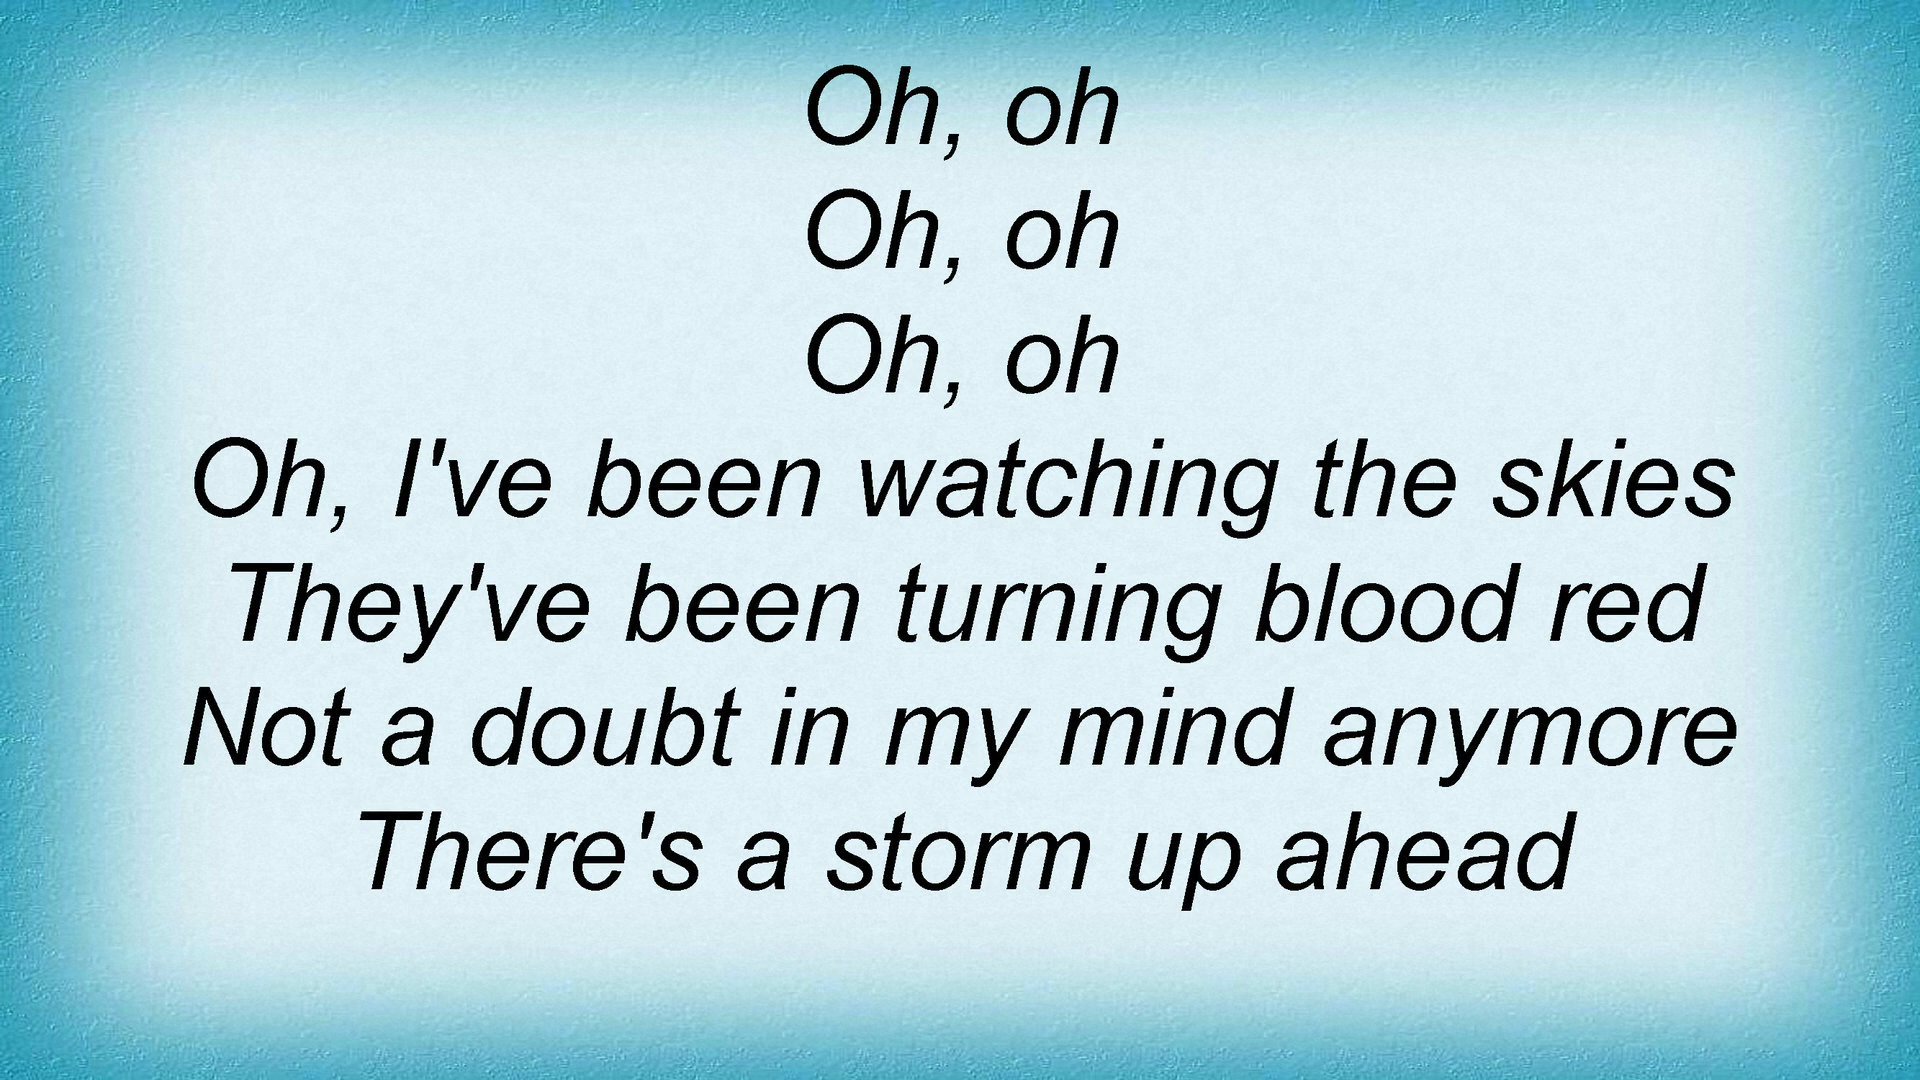 Oh, oh
Oh, oh
Oh, oh
Oh, I've been watching the skies
They've been turning blood red
Not a doubt in my mind anymore
There's a storm up ahead